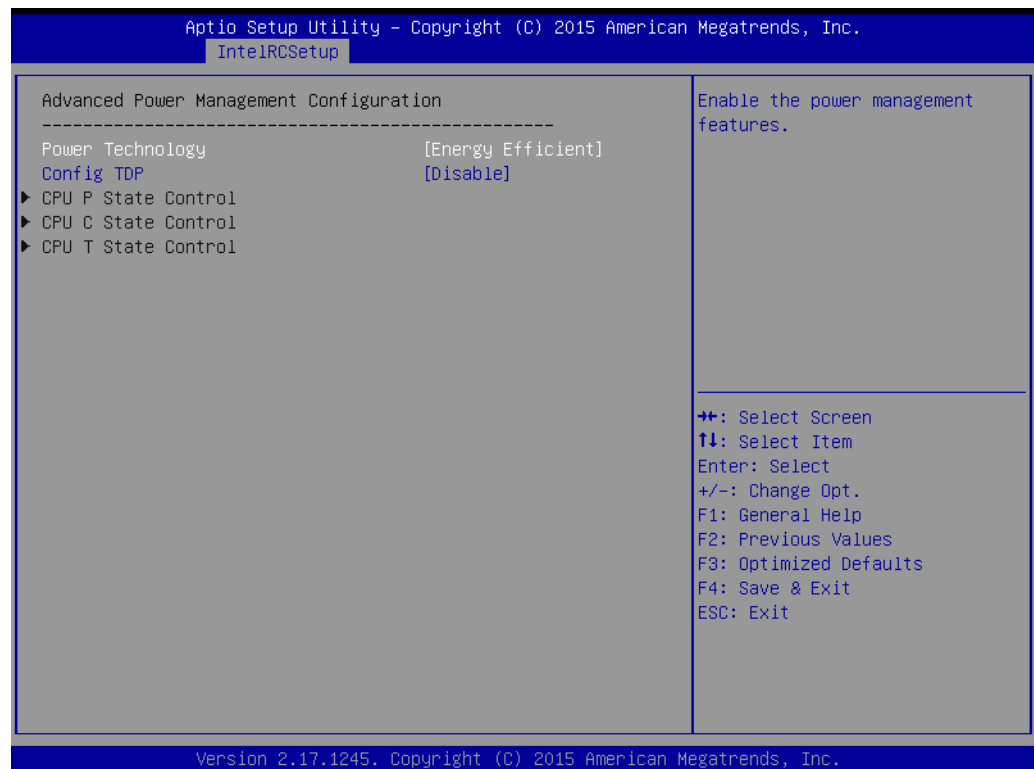 Aptio Setup Utility – Copyright (C) 2015 American Megatrends, Inc.
IntelRCSetup
Advanced Power Management Configuration
--------------------------------------------------
Power Technology [Energy Efficient]
Config TDP [Disable]
▶ CPU P State Control
▶ CPU C State Control
▶ CPU T State Control
Enable the power management
features.
→←: Select Screen
↑↓: Select Item
Enter: Select
+/-: Change Opt.
F1: General Help
F2: Previous Values
F3: Optimized Defaults
F4: Save & Exit
ESC: Exit
Version 2.17.1245. Copyright (C) 2015 American Megatrends, Inc.